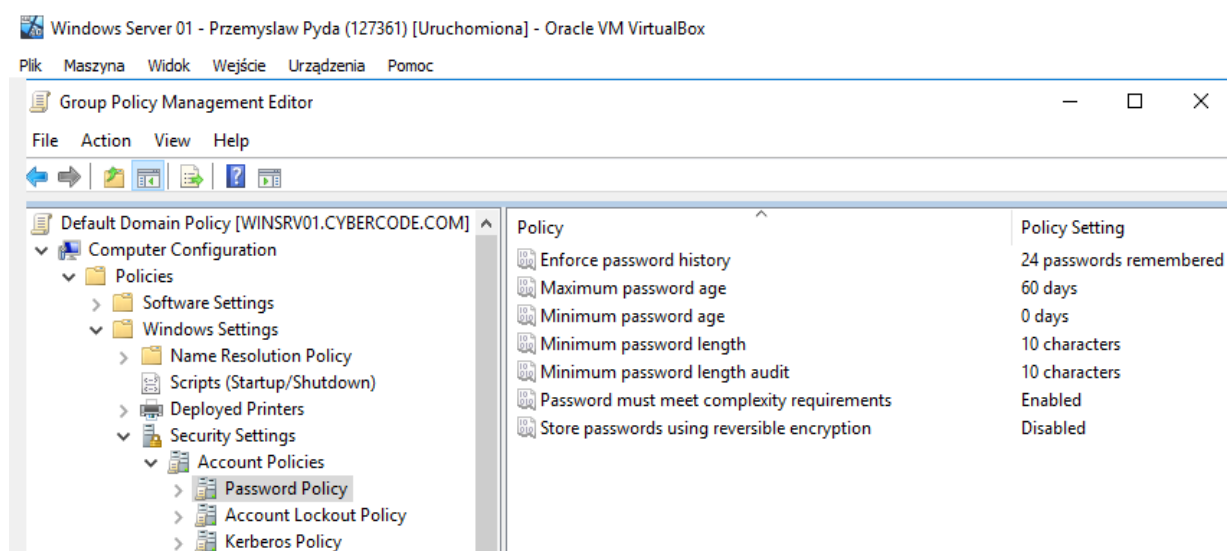 Windows Server 01 - Przemyslaw Pyda (127361) [Uruchomiona] - Oracle VM VirtualBox
Plik Maszyna Widok Wejście Urządzenia Pomoc
Group Policy Management Editor
File Action View Help
Default Domain Policy [WINSRV01.CYBERCODE.COM]
Computer Configuration
Policies
Software Settings
Windows Settings
Name Resolution Policy
Scripts (Startup/Shutdown)
Deployed Printers
Security Settings
Account Policies
Password Policy
Account Lockout Policy
Kerberos Policy
Policy Policy Setting
Enforce password history 24 passwords remembered
Maximum password age 60 days
Minimum password age 0 days
Minimum password length 10 characters
Minimum password length audit 10 characters
Password must meet complexity requirements Enabled
Store passwords using reversible encryption Disabled